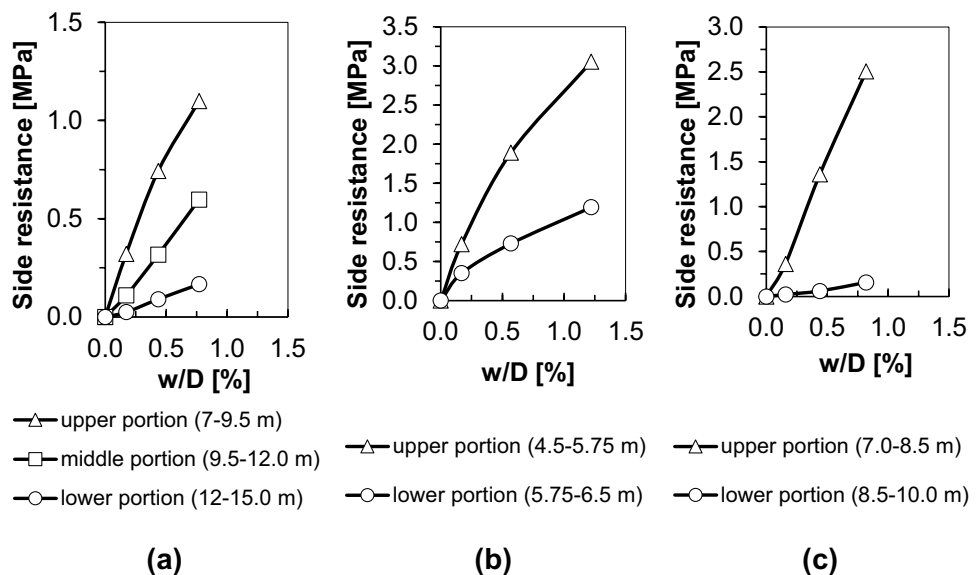 Side resistance [MPa]
1.5
1.0
0.5
0.0
0.0 0.5 1.0 1.5
w/D [%]
upper portion (7-9.5 m)
middle portion (9.5-12.0 m)
lower portion (12-15.0 m)
(a)
Side resistance [MPa]
3.5
3.0
2.5
2.0
1.5
1.0
0.5
0.0
0.0 0.5 1.0 1.5
w/D [%]
upper portion (4.5-5.75 m)
lower portion (5.75-6.5 m)
(b)
Side resistance [MPa]
3.0
2.5
2.0
1.5
1.0
0.5
0.0
0.0 0.5 1.0 1.5
w/D [%]
upper portion (7.0-8.5 m)
lower portion (8.5-10.0 m)
(c)